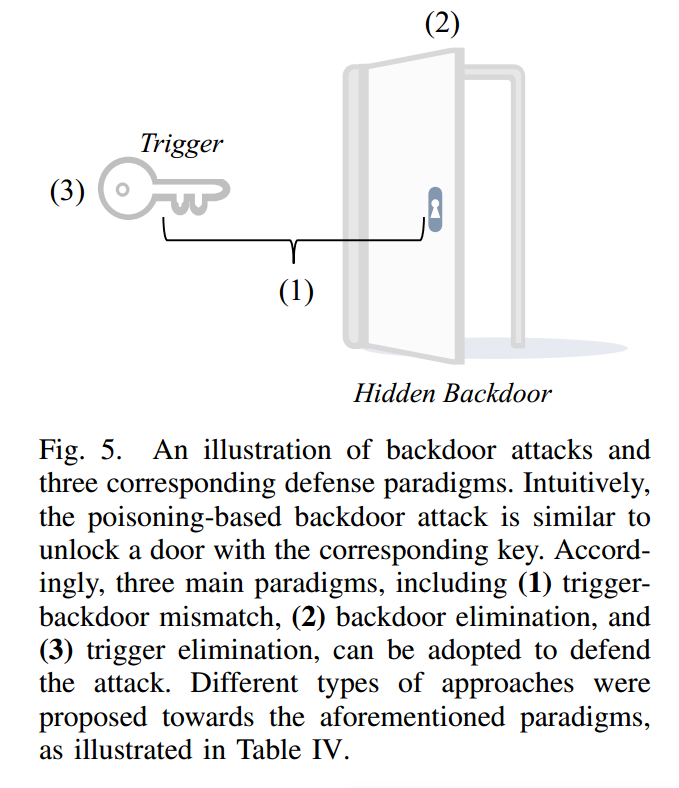 (2)
Trigger
(3)
(1)
Hidden Backdoor
Fig. 5. An illustration of backdoor attacks and
three corresponding defense paradigms. Intuitively,
the poisoning-based backdoor attack is similar to
unlock a door with the corresponding key. Accord-
ingly, three main paradigms, including (1) trigger-
backdoor mismatch, (2) backdoor elimination, and
(3) trigger elimination, can be adopted to defend
the attack. Different types of approaches were
proposed towards the aforementioned paradigms,
as illustrated in Table IV.